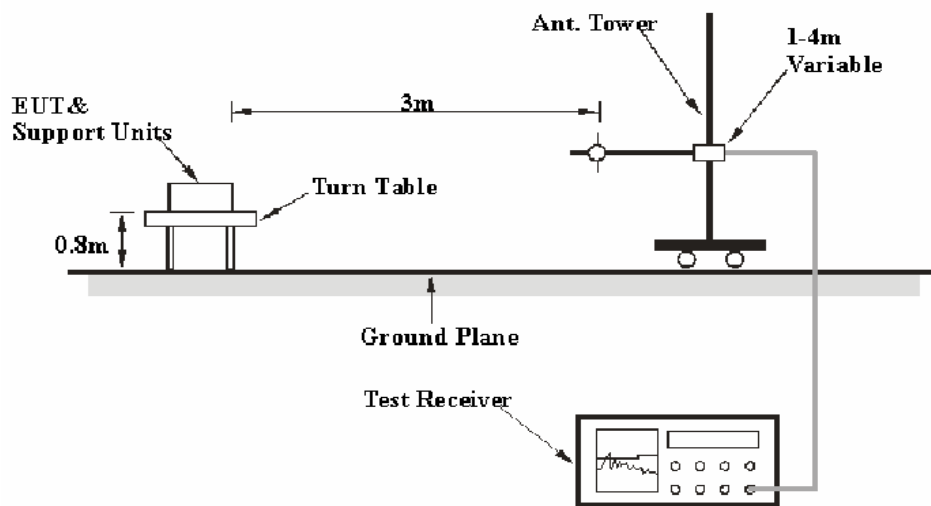 Ant. Tower
1-4m
Variable
EUT&
Support Units
3m
Turn Table
0.8m
Ground Plane
Test Receiver